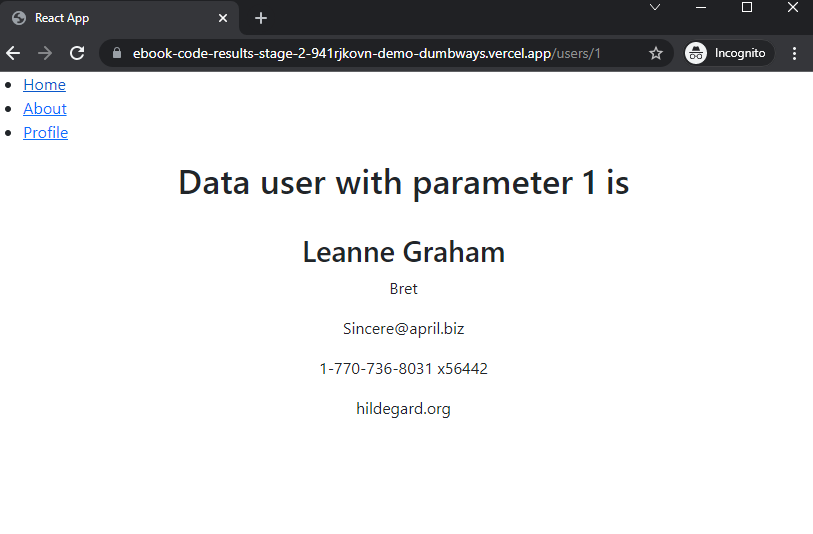 React App
ebook-code-results-stage-2-941rjkovn-demo-dumbways.vercel.app/users/1
Incognito
Home
About
Profile
Data user with parameter 1 is
Leanne Graham
Bret
Sincere@april.biz
1-770-736-8031 x56442
hildegard.org